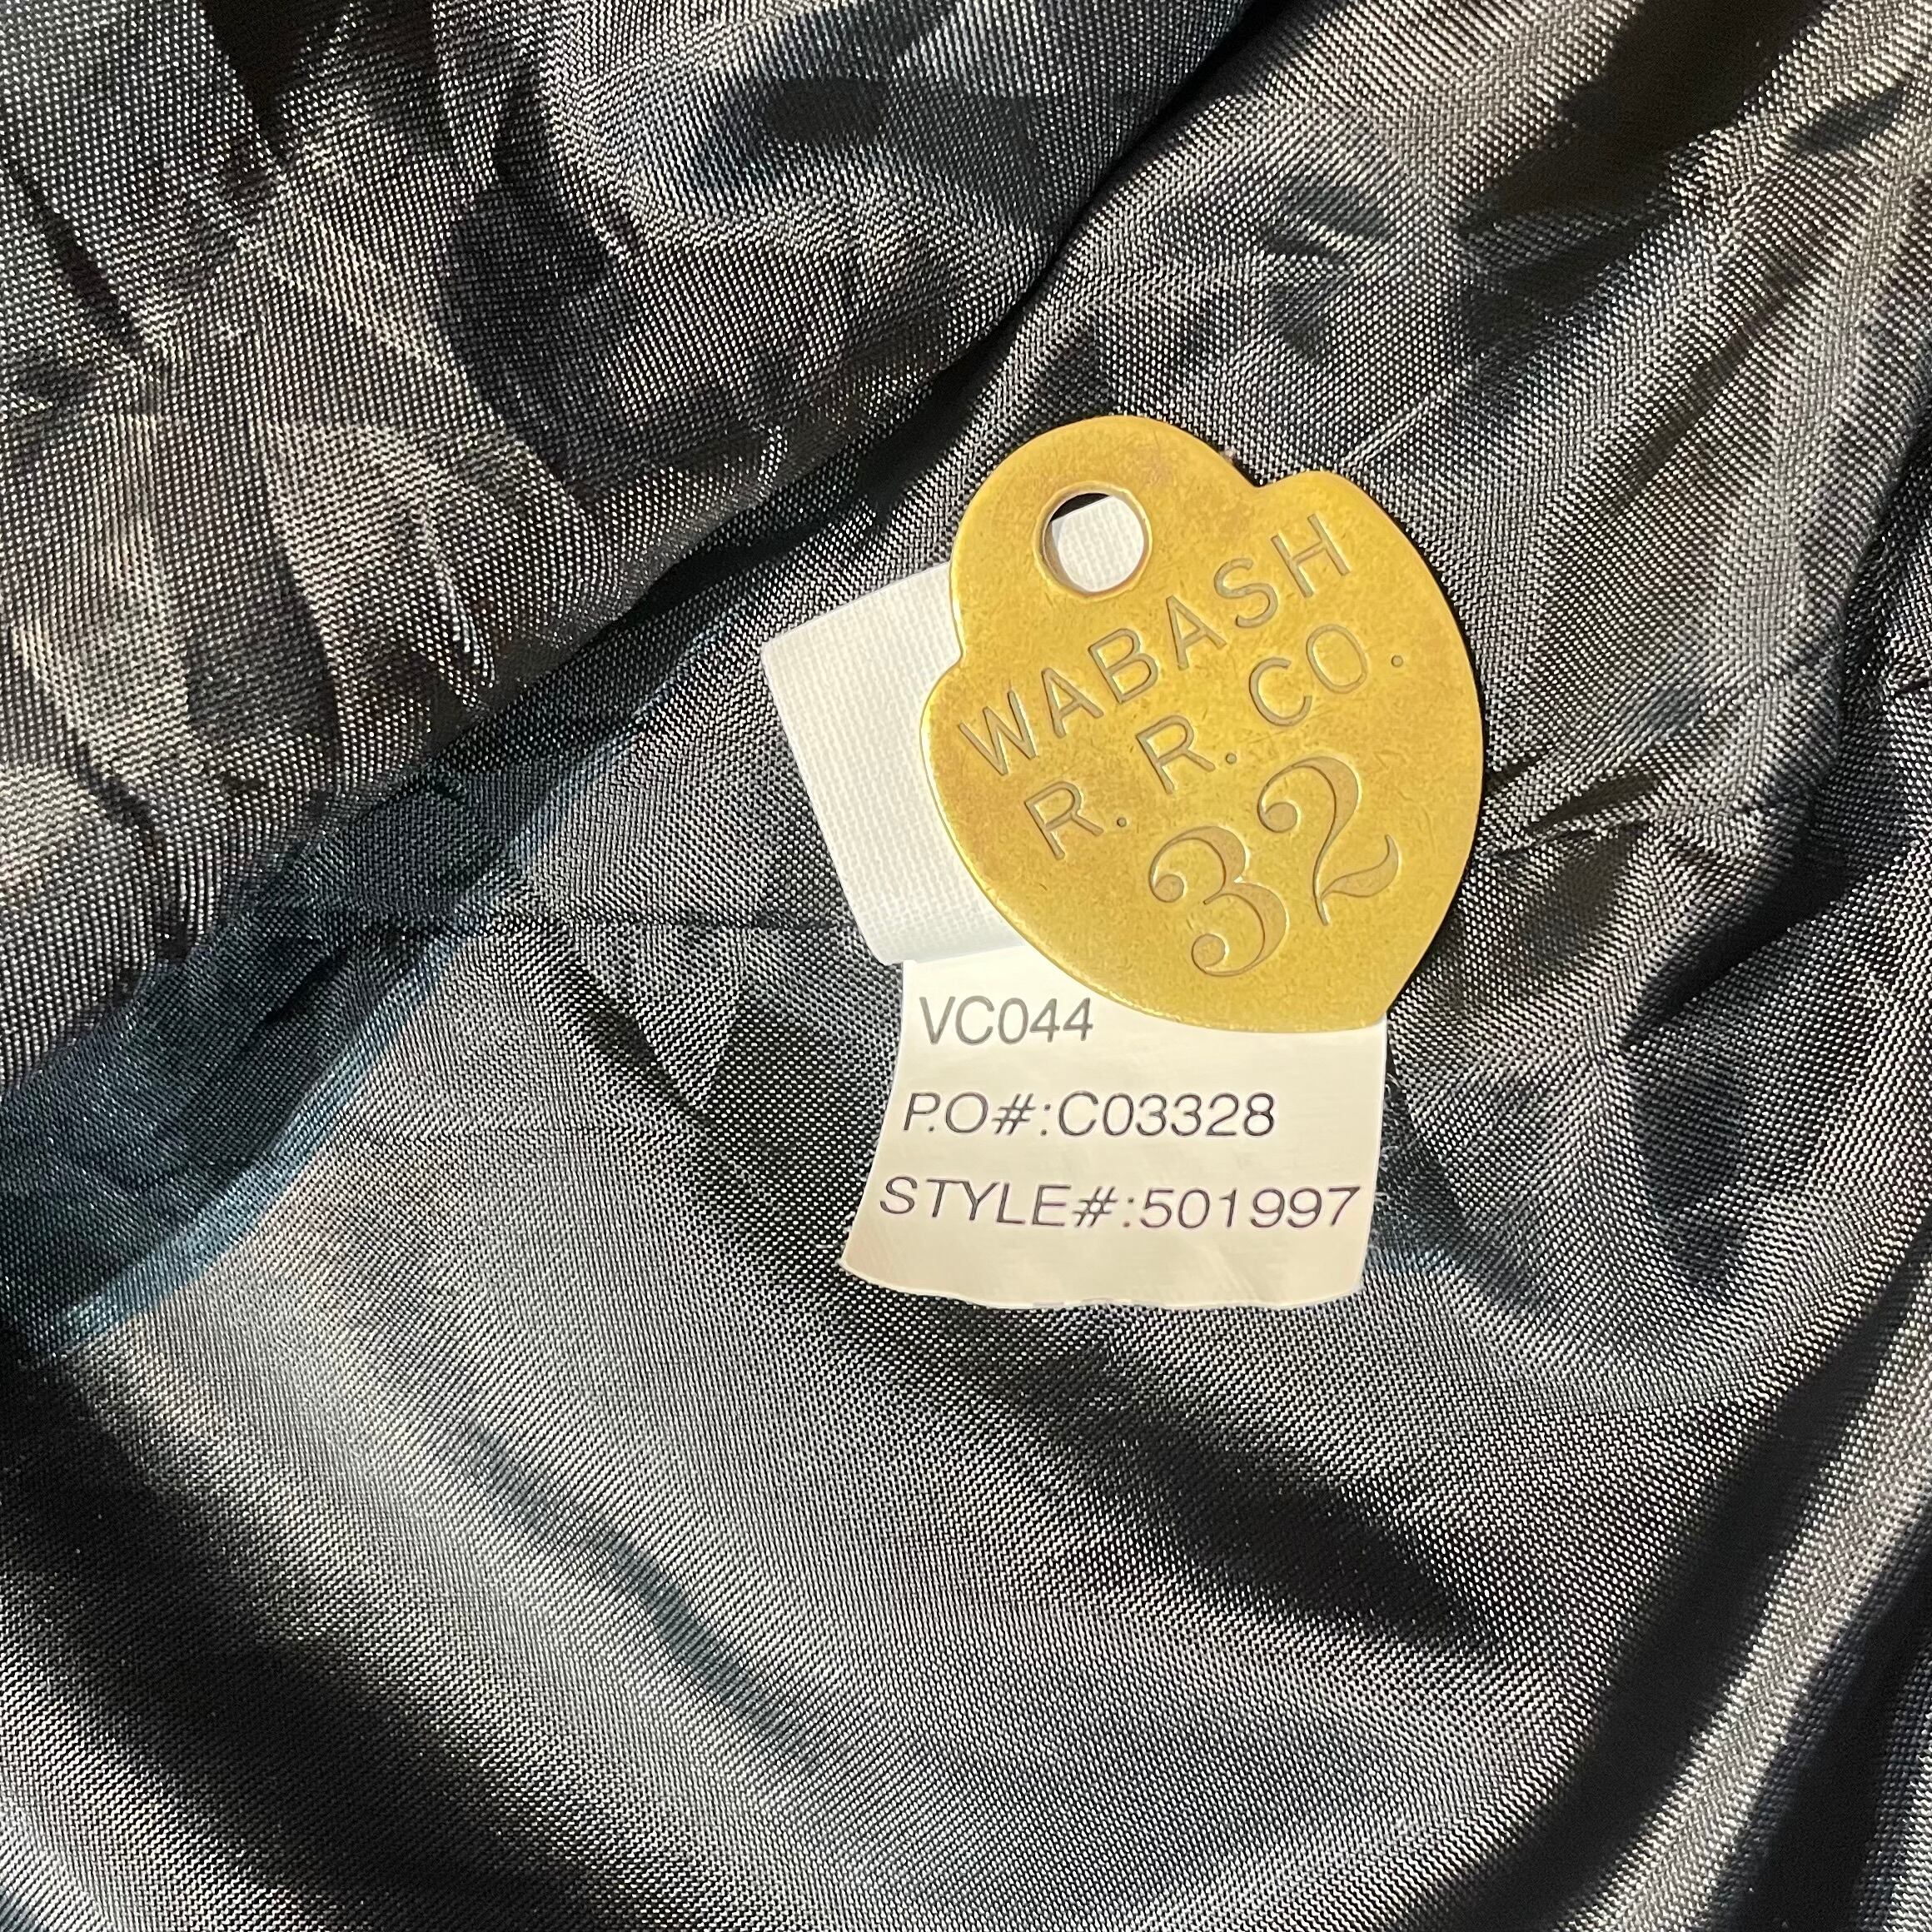 WABASH
R. R. CO.
32
VC044
P.O#:C03328
STYLE#:501997